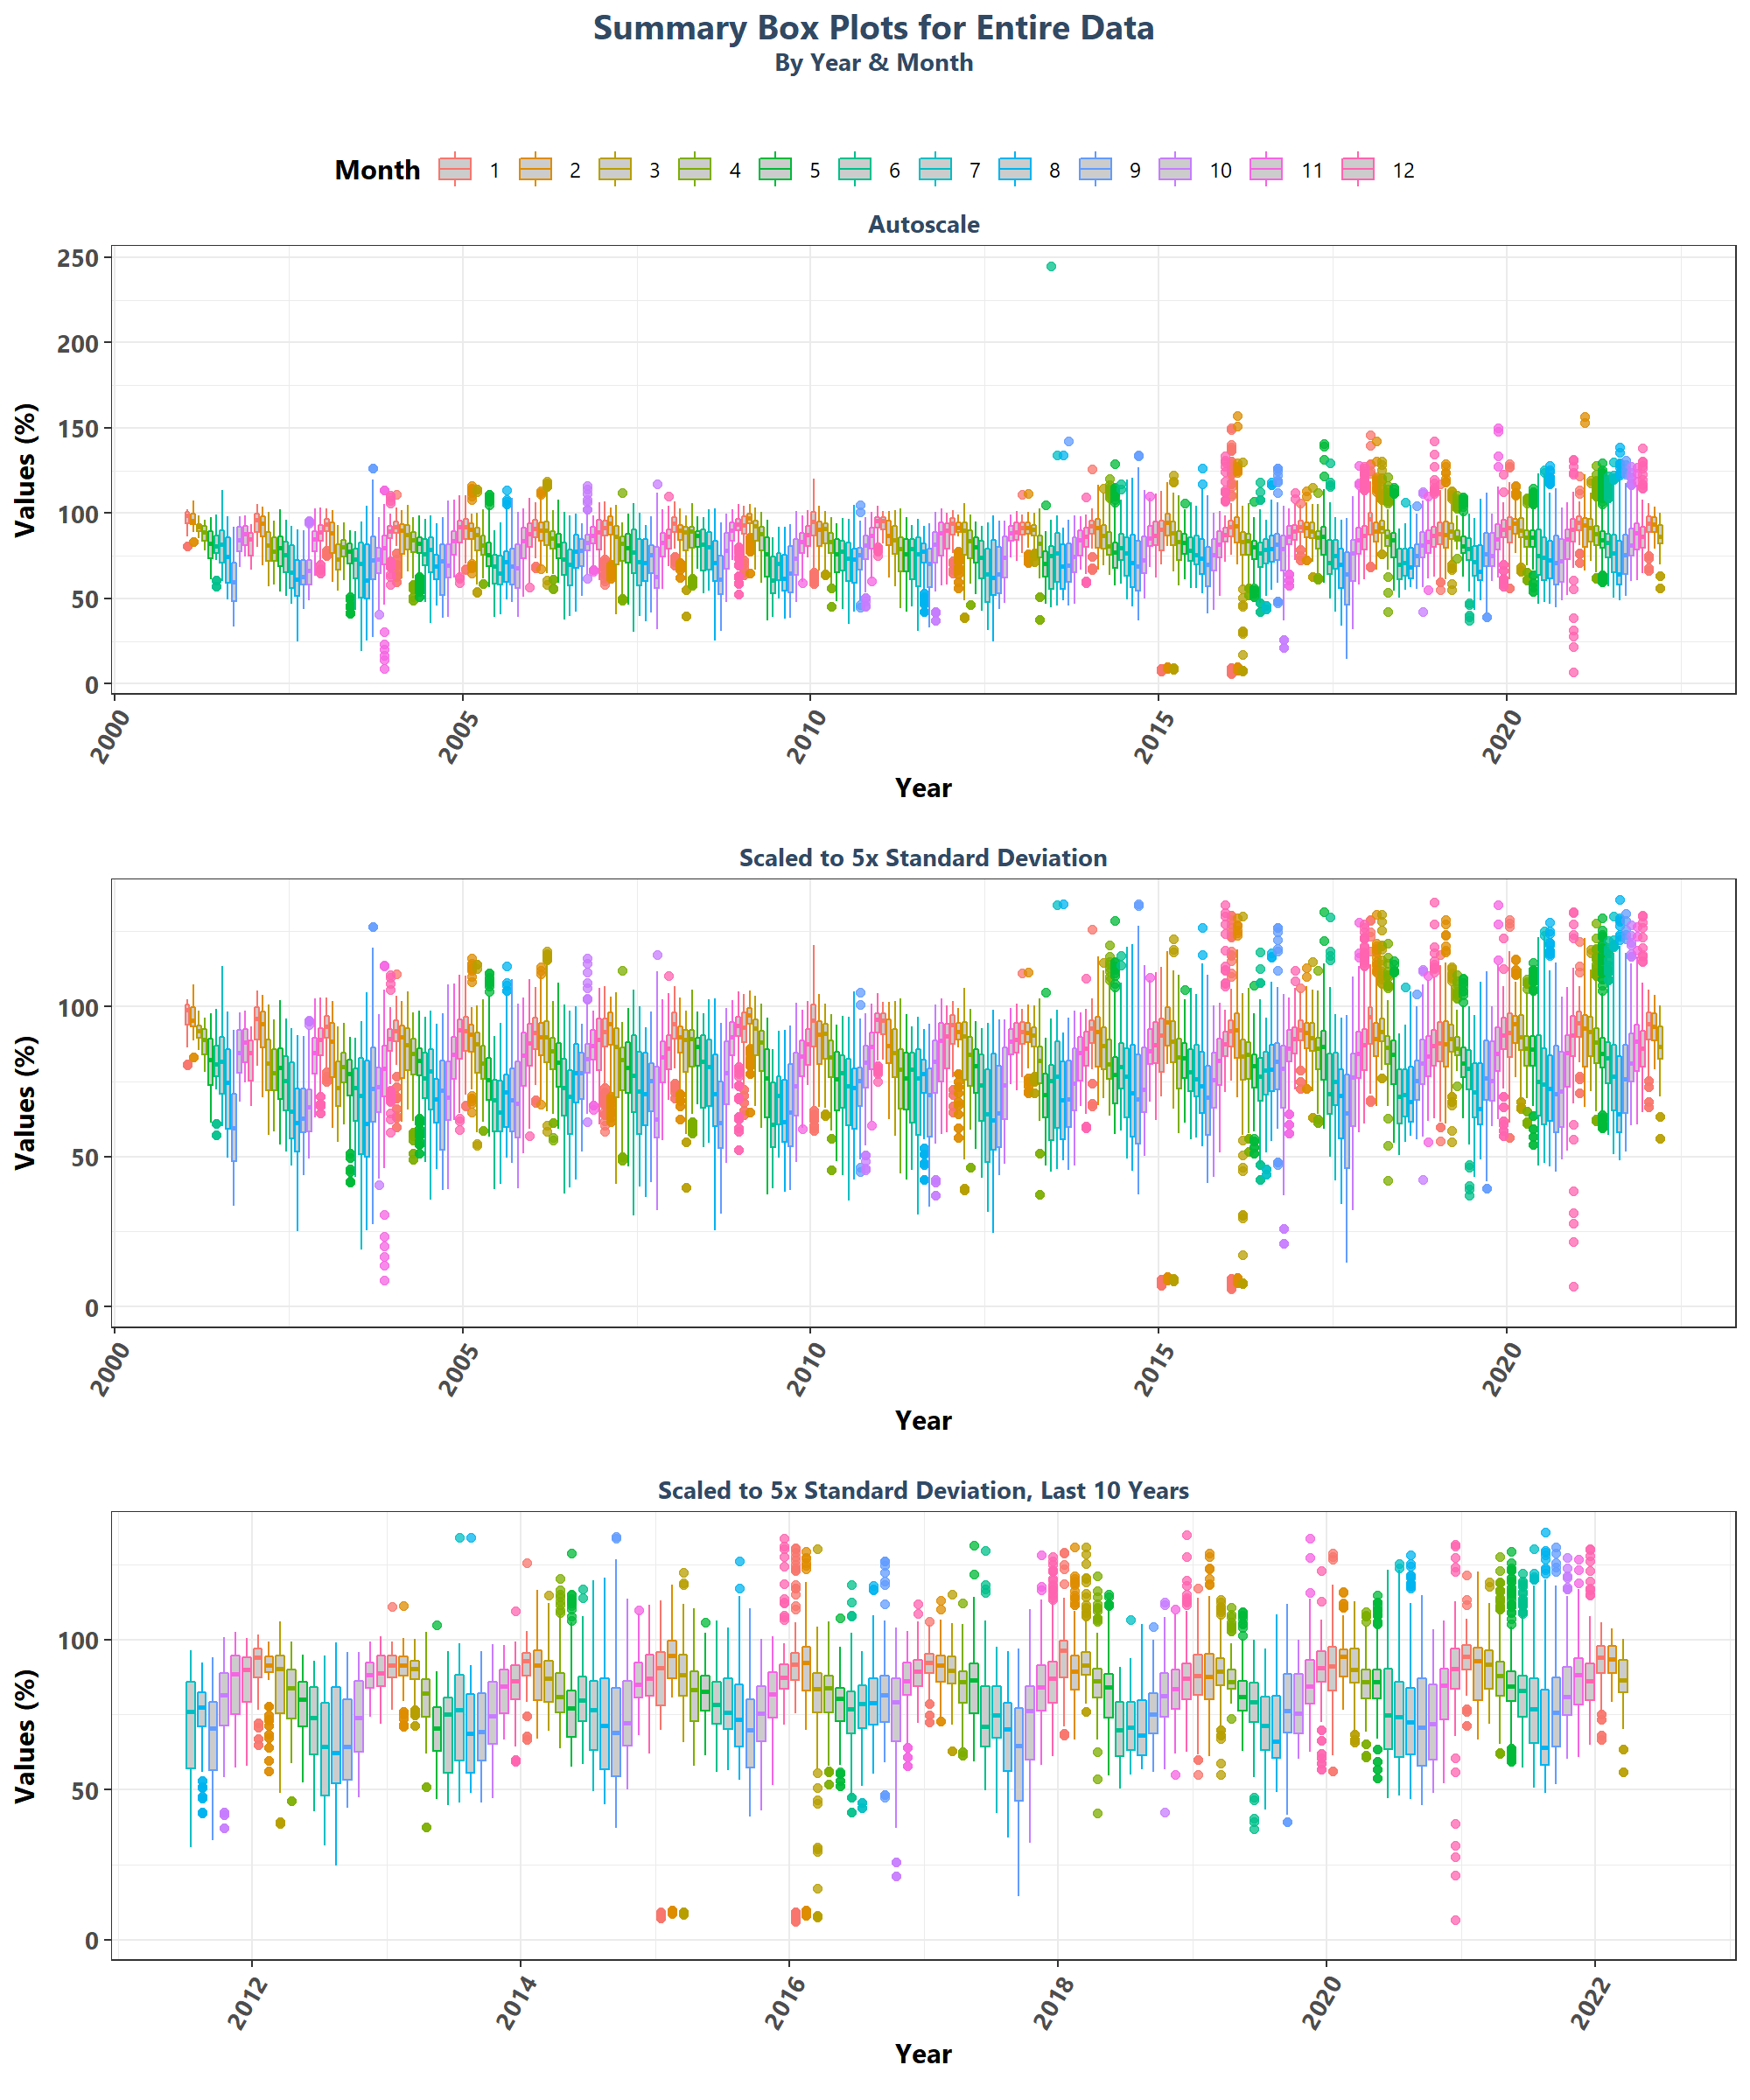 Summary Box Plots for Entire Data
By Year & Month
Month 1 2 3 4 5 6 7 8 9 10 11 12
Autoscale
250
200
150
100
50
0
Values (%)
2000 2005 2010 2015 2020
Year
Scaled to 5x Standard Deviation
100
50
0
Values (%)
2000 2005 2010 2015 2020
Year
Scaled to 5x Standard Deviation, Last 10 Years
100
50
0
Values (%)
2012 2014 2016 2018 2020 2022
Year